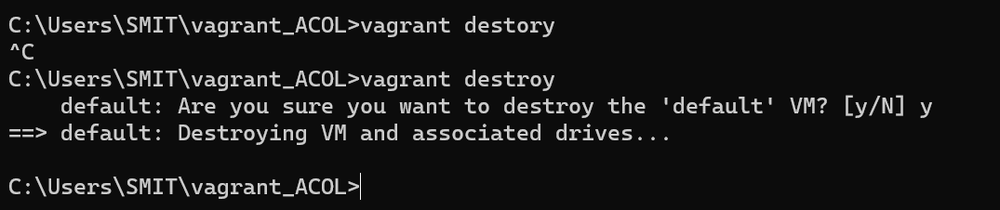 C:\Users\SMIT\vagrant_ACOL>vagrant destory
^C
C:\Users\SMIT\vagrant_ACOL>vagrant destroy
    default: Are you sure you want to destroy the 'default' VM? [y/N] y
==> default: Destroying VM and associated drives...

C:\Users\SMIT\vagrant_ACOL>